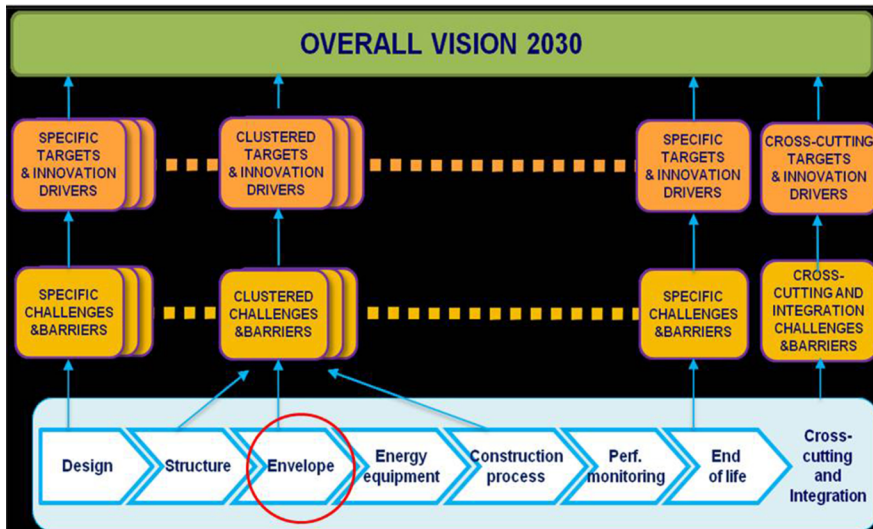 OVERALL VISION 2030
SPECIFIC
TARGETS
& INNOVATION
DRIVERS
CLUSTERED
TARGETS
& INNOVATION
DRIVERS
SPECIFIC
TARGETS
& INNOVATION
DRIVERS
CROSS-CUTTING
TARGETS
& INNOVATION
DRIVERS
SPECIFIC
CHALLENGES
&BARRIERS
CLUSTERED
CHALLENGES
&BARRIERS
SPECIFIC
CHALLENGES
&BARRIERS
CROSS-
CUTTING AND
INTEGRATION
CHALLENGES
&BARRIERS
Design
Structure
Envelope
Energy
equipment
Construction
process
Perf.
monitoring
End
of life
Cross-
cutting
and
Integration